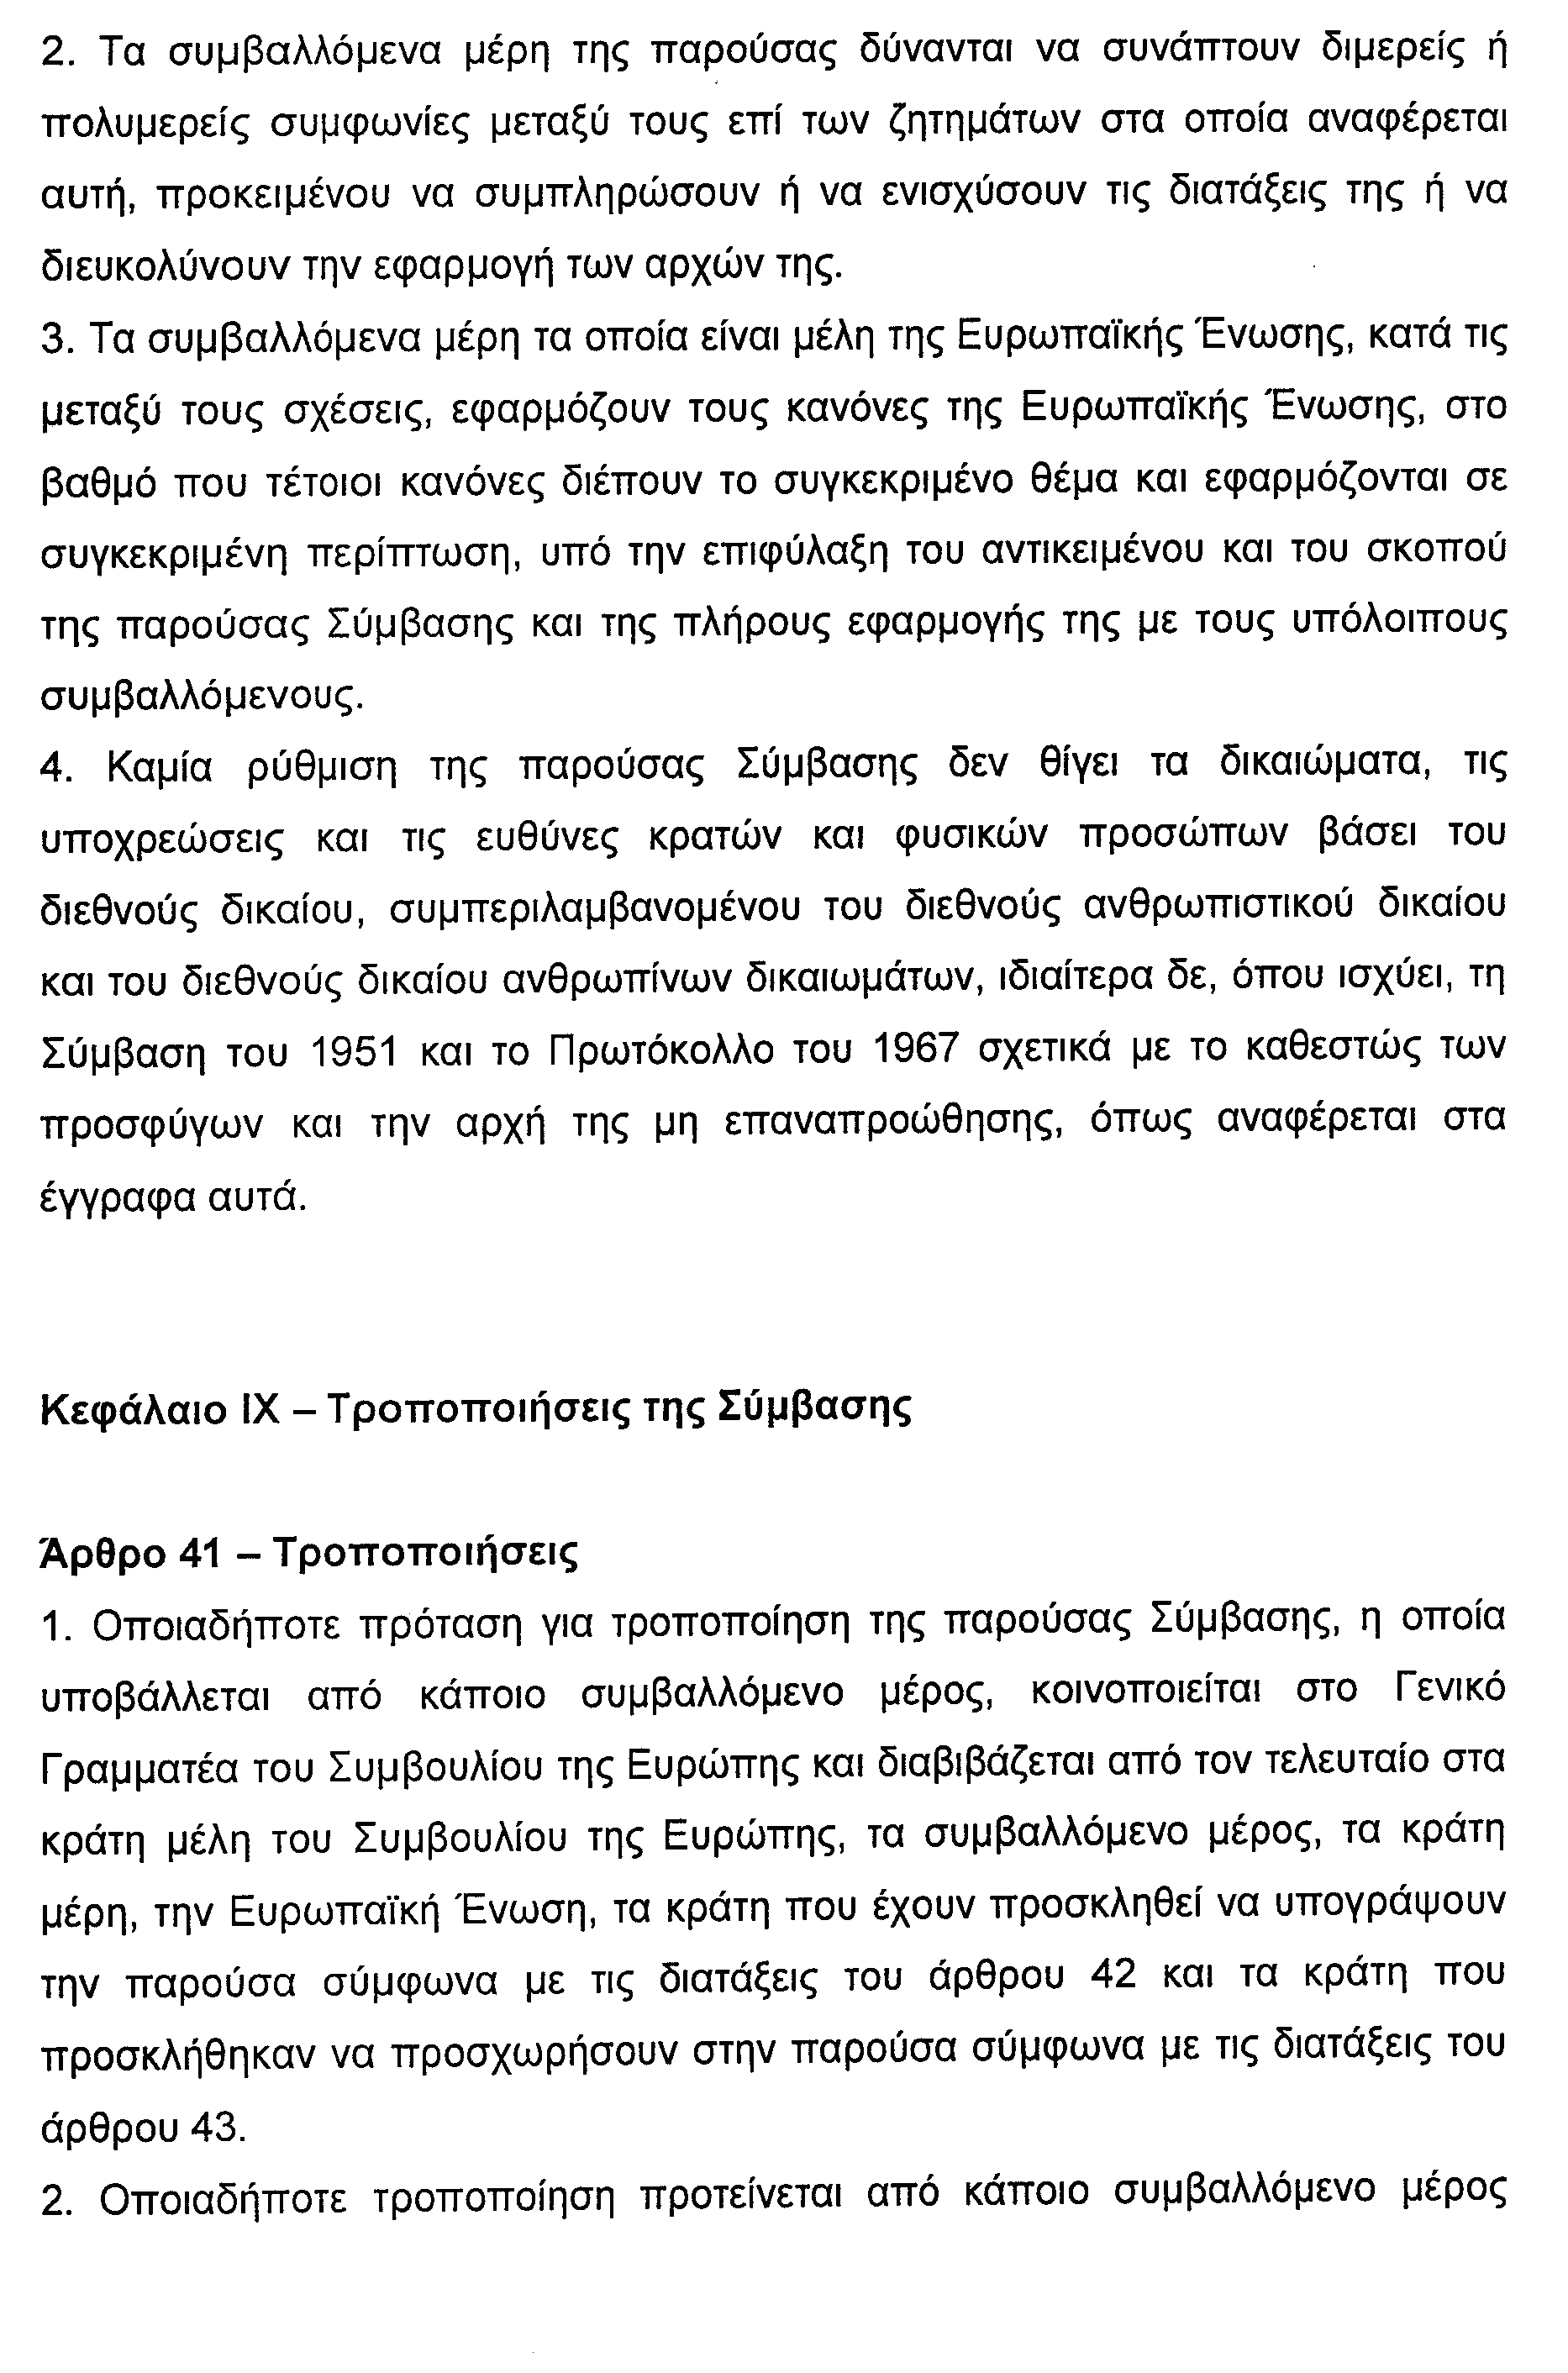 2. Τα συμβαλλόμενα μέρη της παρούσας δύνανται να συνάπτουν διμερείς ή
πολυμερείς συμφωνίες μεταξύ τους επί των ζητημάτων στα οποία αναφέρεται
αυτή, προκειμένου να συμπληρώσουν ή να ενισχύσουν τις διατάξεις της ή να
διευκολύνουν την εφαρμογή των αρχών της.
3. Τα συμβαλλόμενα μέρη τα οποία είναι μέλη της Ευρωπαϊκής Ένωσης, κατά τις
μεταξύ τους σχέσεις, εφαρμόζουν τους κανόνες της Ευρωπαϊκής Ένωσης, στο
βαθμό που τέτοιοι κανόνες διέπουν το συγκεκριμένο θέμα και εφαρμόζονται σε
συγκεκριμένη περίπτωση, υπό την επιφύλαξη του αντικειμένου και του σκοπού
της παρούσας Σύμβασης και της πλήρους εφαρμογής της με τους υπόλοιπους
συμβαλλόμενους.
4. Καμία ρύθμιση της παρούσας Σύμβασης δεν θίγει τα δικαιώματα, τις
υποχρεώσεις και τις ευθύνες κρατών και φυσικών προσώπων βάσει του
διεθνούς δικαίου, συμπεριλαμβανομένου του διεθνούς ανθρωπιστικού δικαίου
και του διεθνούς δικαίου ανθρωπίνων δικαιωμάτων, ιδιαίτερα δε, όπου ισχύει, τη
Σύμβαση του 1951 και το Πρωτόκολλο του 1967 σχετικά με το καθεστώς των
προσφύγων και την αρχή της μη επαναπροώθησης, όπως αναφέρεται στα
έγγραφα αυτά.
Κεφάλαιο IX – Τροποποιήσεις της Σύμβασης
Άρθρο 41 – Τροποποιήσεις
1. Οποιαδήποτε πρόταση για τροποποίηση της παρούσας Σύμβασης, η οποία
υποβάλλεται από κάποιο συμβαλλόμενο μέρος, κοινοποιείται στο Γενικό
Γραμματέα του Συμβουλίου της Ευρώπης και διαβιβάζεται από τον τελευταίο στα
κράτη μέλη του Συμβουλίου της Ευρώπης, τα συμβαλλόμενο μέρος, τα κράτη
μέρη, την Ευρωπαϊκή Ένωση, τα κράτη που έχουν προσκληθεί να υπογράψουν
την παρούσα σύμφωνα με τις διατάξεις του άρθρου 42 και τα κράτη που
προσκλήθηκαν να προσχωρήσουν στην παρούσα σύμφωνα με τις διατάξεις του
άρθρου 43.
2. Οποιαδήποτε τροποποίηση προτείνεται από κάποιο συμβαλλόμενο μέρος